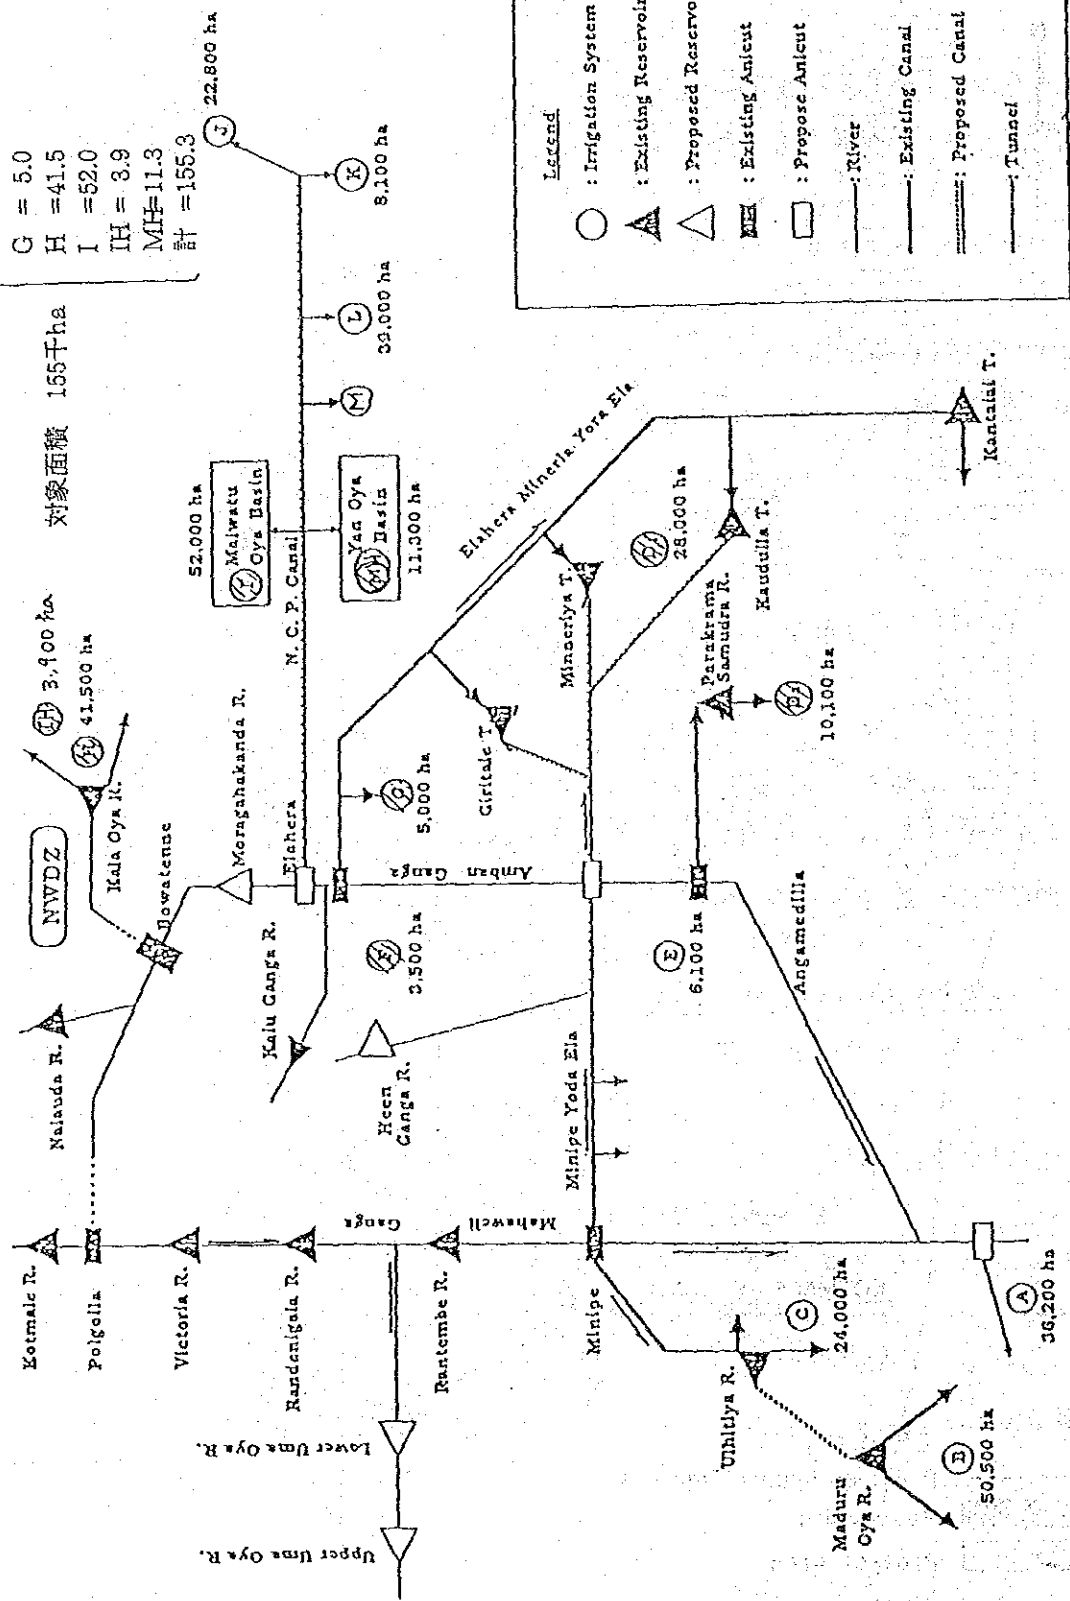 G = 5.0
H =41.5
I =52.0
IH = 3.9
MH=11.3
計 =155.3
対象面積 155千ha
22.800 ha
J
K
8.100 ha
L
39.000 ha
M
52.000 ha
I
Malwatu
Oya Basin
Yan Oya
MH Basin
11.300 ha
N. C. P. Canal
IH 3,900 ha
H 41,500 ha
NWDZ
Kala Oya R.
Bowatenne
Moragahakanda R.
Elahera
Elahera Mineria Yora Ela
G
5.000 ha
Giritale T.
Minneriya T.
28.000 ha
Kaudulla T.
Kantalai T.
Parakrama
Samudra R.
10,100 ha
Amban Ganga
E
6.100 ha
Angamedilla
F
3,500 ha
Kalu Ganga R.
Heen
Ganga R.
Nalauda R.
Minipe Yoda Ela
Kotmale R.
Polgolla
Victoria R.
Randenigala R.
Rantembe R.
Mahaweli
Ganga
Minipe
Lower Uma Oya R.
Upper Uma Oya R.
Ulhitiya R.
C
24,000 ha
Maduru
Oya R.
B
50,500 ha
A
36,200 ha
Legend
: Irrigation System
: Existing Reservoir
: Proposed Reservo
: Existing Anicut
: Propose Anicut
: River
: Existing Canal
: Proposed Canal
: Tunnel